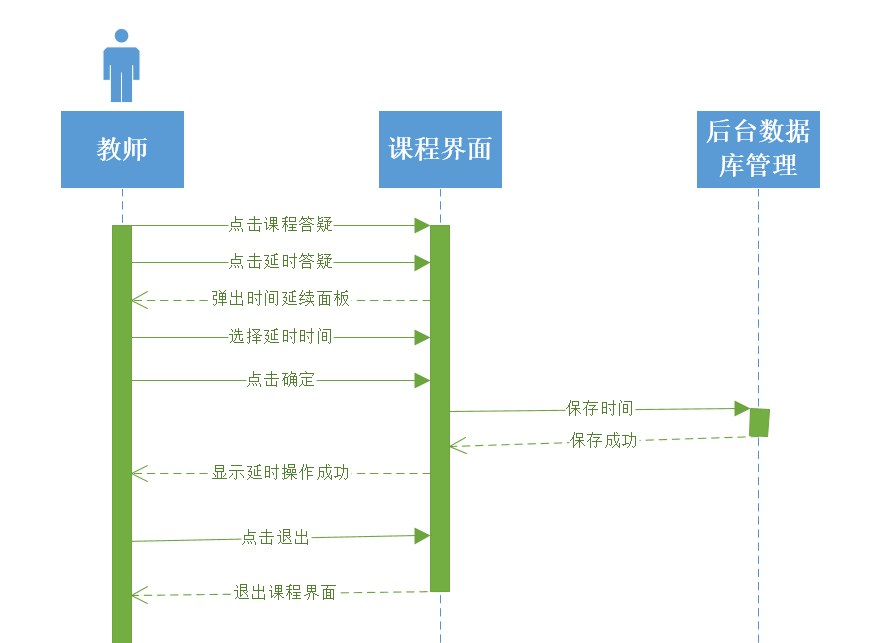 教师
课程界面
后台数据
库管理
点击课程答疑
点击延时答疑
弹出时间延续面板
选择延时时间
点击确定
保存时间
保存成功
显示延时操作成功
点击退出
退出课程界面